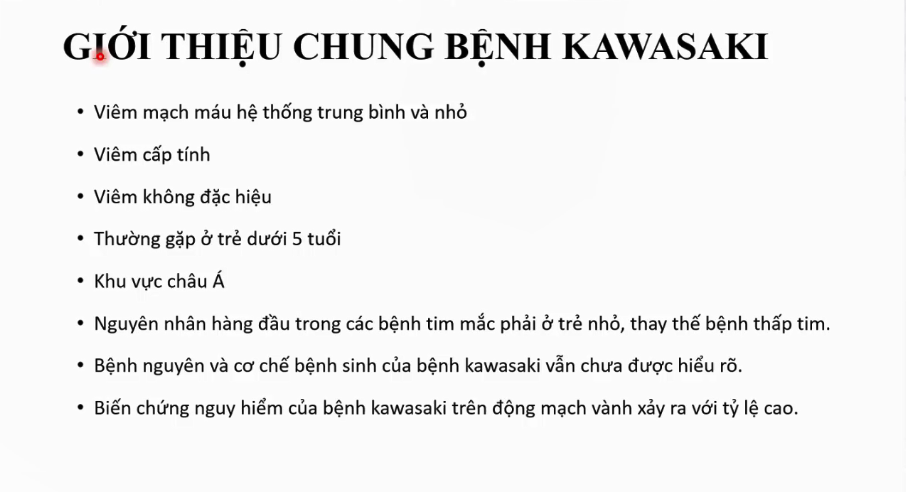 GIỚI THIỆU CHUNG BỆNH KAWASAKI
• Viêm mạch máu hệ thống trung bình và nhỏ
• Viêm cấp tính
• Viêm không đặc hiệu
• Thường gặp ở trẻ dưới 5 tuổi
• Khu vực châu Á
• Nguyên nhân hàng đầu trong các bệnh tim mắc phải ở trẻ nhỏ, thay thế bệnh thấp tim.
• Bệnh nguyên và cơ chế bệnh sinh của bệnh kawasaki vẫn chưa được hiểu rõ.
• Biến chứng nguy hiểm của bệnh kawasaki trên động mạch vành xảy ra với tỷ lệ cao.